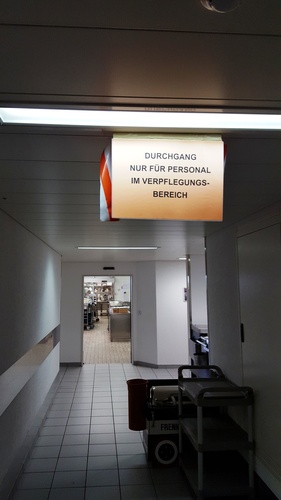 DURCHGANG
NUR FÜR PERSONAL
IM VERPFLEGUNGS-
BEREICH